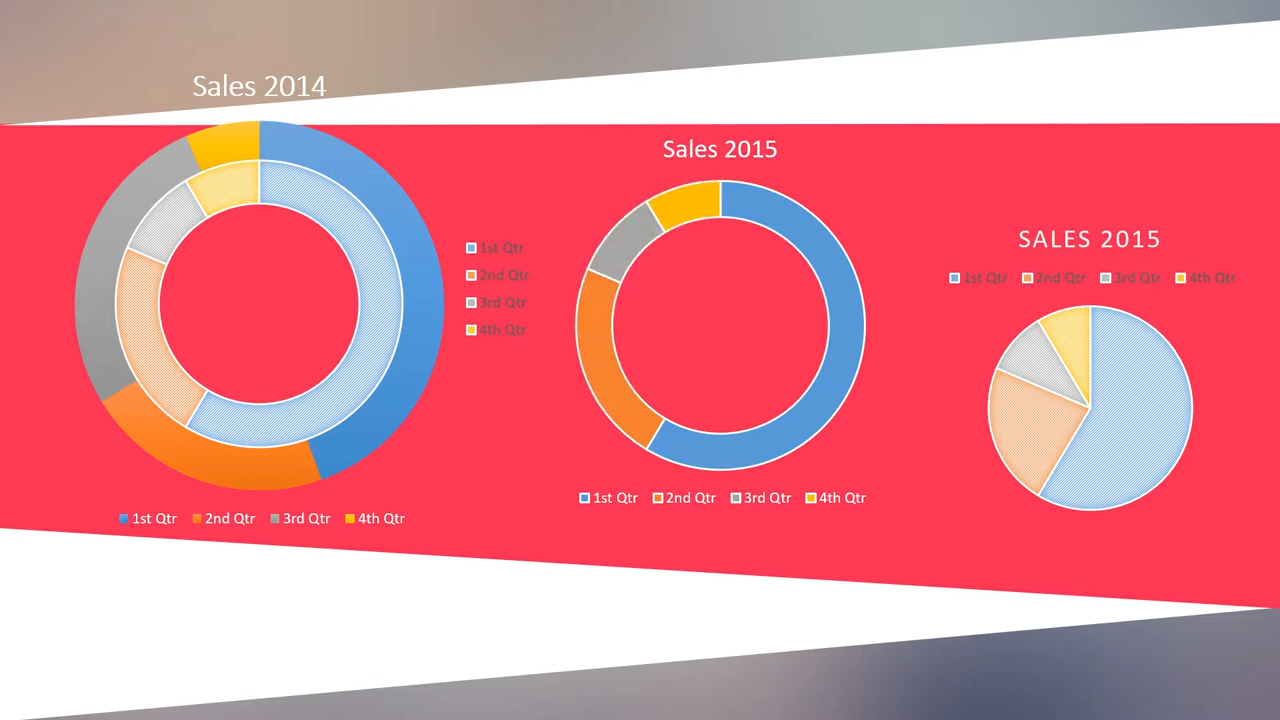 Sales 2014
1st Qtr
2nd Qtr
3rd Qtr
4th Qtr
1st Qtr 2nd Qtr 3rd Qtr 4th Qtr
Sales 2015
1st Qtr 2nd Qtr 3rd Qtr 4th Qtr
SALES 2015
1st Qtr 2nd Qtr 3rd Qtr 4th Qtr